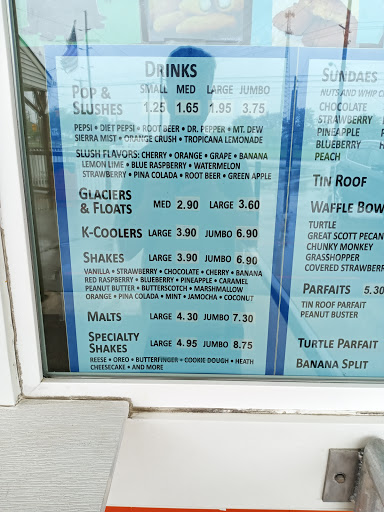 DRINKS
POP & SLUSHES SMALL MED LARGE JUMBO
1.25 1.65 1.95 3.75
PEPSI • DIET PEPSI • ROOT BEER • DR. PEPPER • MT. DEW
SIERRA MIST • ORANGE CRUSH • TROPICANA LEMONADE
SLUSH FLAVORS: CHERRY • ORANGE • GRAPE • BANANA
LEMON LIME • BLUE RASPBERRY • WATERMELON
STRAWBERRY • PINA COLADA • ROOT BEER • GREEN APPLE
GLACIERS
& FLOATS MED 2.90 LARGE 3.60
K-COOLERS LARGE 3.90 JUMBO 6.90
SHAKES LARGE 3.90 JUMBO 6.90
VANILLA • STRAWBERRY • CHOCOLATE • CHERRY • BANANA
RED RASPBERRY • BLUEBERRY • PINEAPPLE • CARAMEL
PEANUT BUTTER • BUTTERSCOTCH • MARSHMALLOW
ORANGE • PINA COLADA • MINT • JAMOCHA • COCONUT
MALTS LARGE 4.30 JUMBO 7.30
SPECIALTY
SHAKES LARGE 4.95 JUMBO 8.75
REESE • OREO • BUTTERFINGER • COOKIE DOUGH • HEATH
CHEESECAKE • AND MORE
SUNDAES
NUTS AND WHIP
CHOCOLATE
STRAWBERRY
PINEAPPLE
BLUEBERRY
PEACH
TIN ROOF
WAFFLE
TURTLE
GREAT SCOTT PECAN
CHUNKY MONKEY
GRASSHOPPER
COVERED
PARFAITS 5.30
TIN ROOF PARFAIT
PEANUT BUSTER
TURTLE PARFAIT
BANANA SPLIT